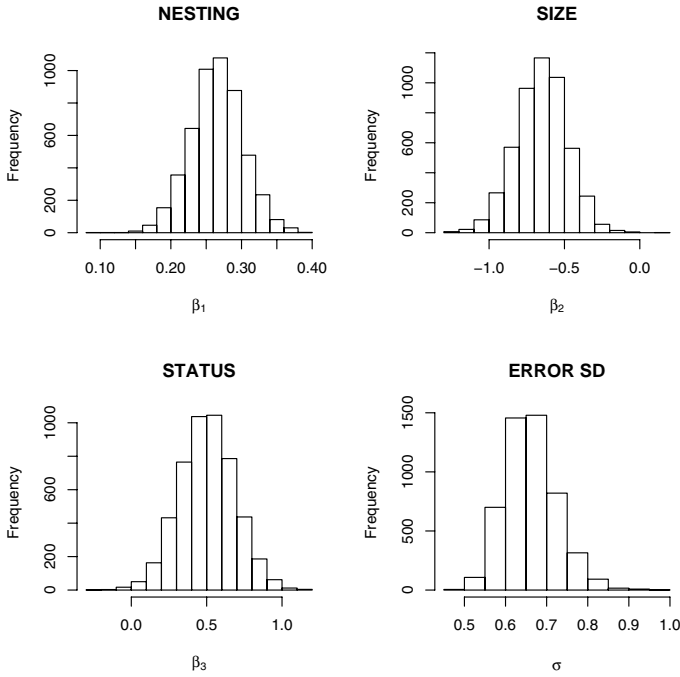 NESTING
Frequency
0 200 600 1000
0.10 0.20 0.30 0.40
β1
SIZE
Frequency
0 200 600 1000
−1.0 −0.5 0.0
β2
STATUS
Frequency
0 200 600 1000
0.0 0.5 1.0
β3
ERROR SD
Frequency
0 500 1000 1500
0.5 0.6 0.7 0.8 0.9 1.0
σ